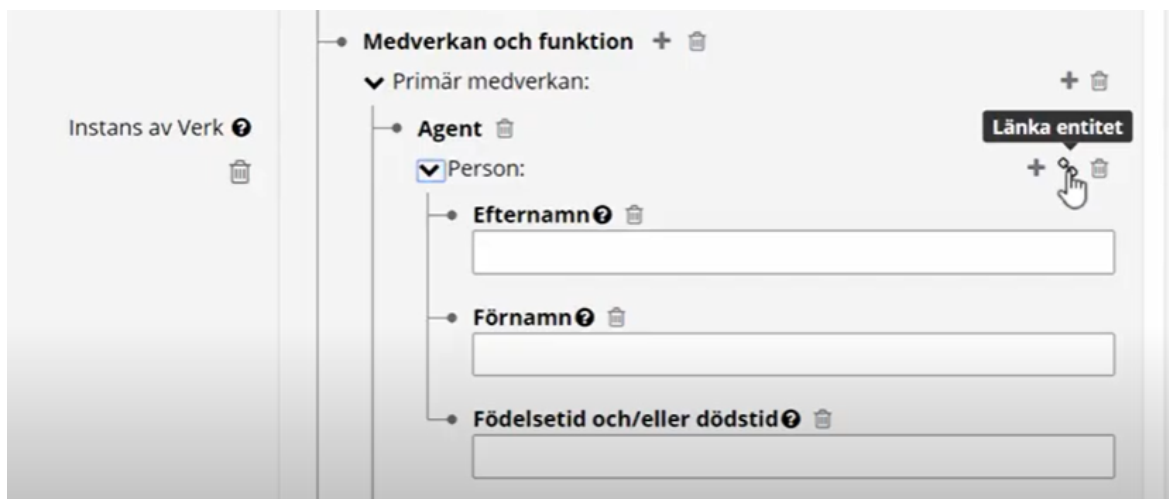 Medverkan och funktion
Primär medverkan:
Instans av Verk
Agent
Länka entitet
Person:
Efternamn
Förnamn
Födelsetid och/eller dödstid